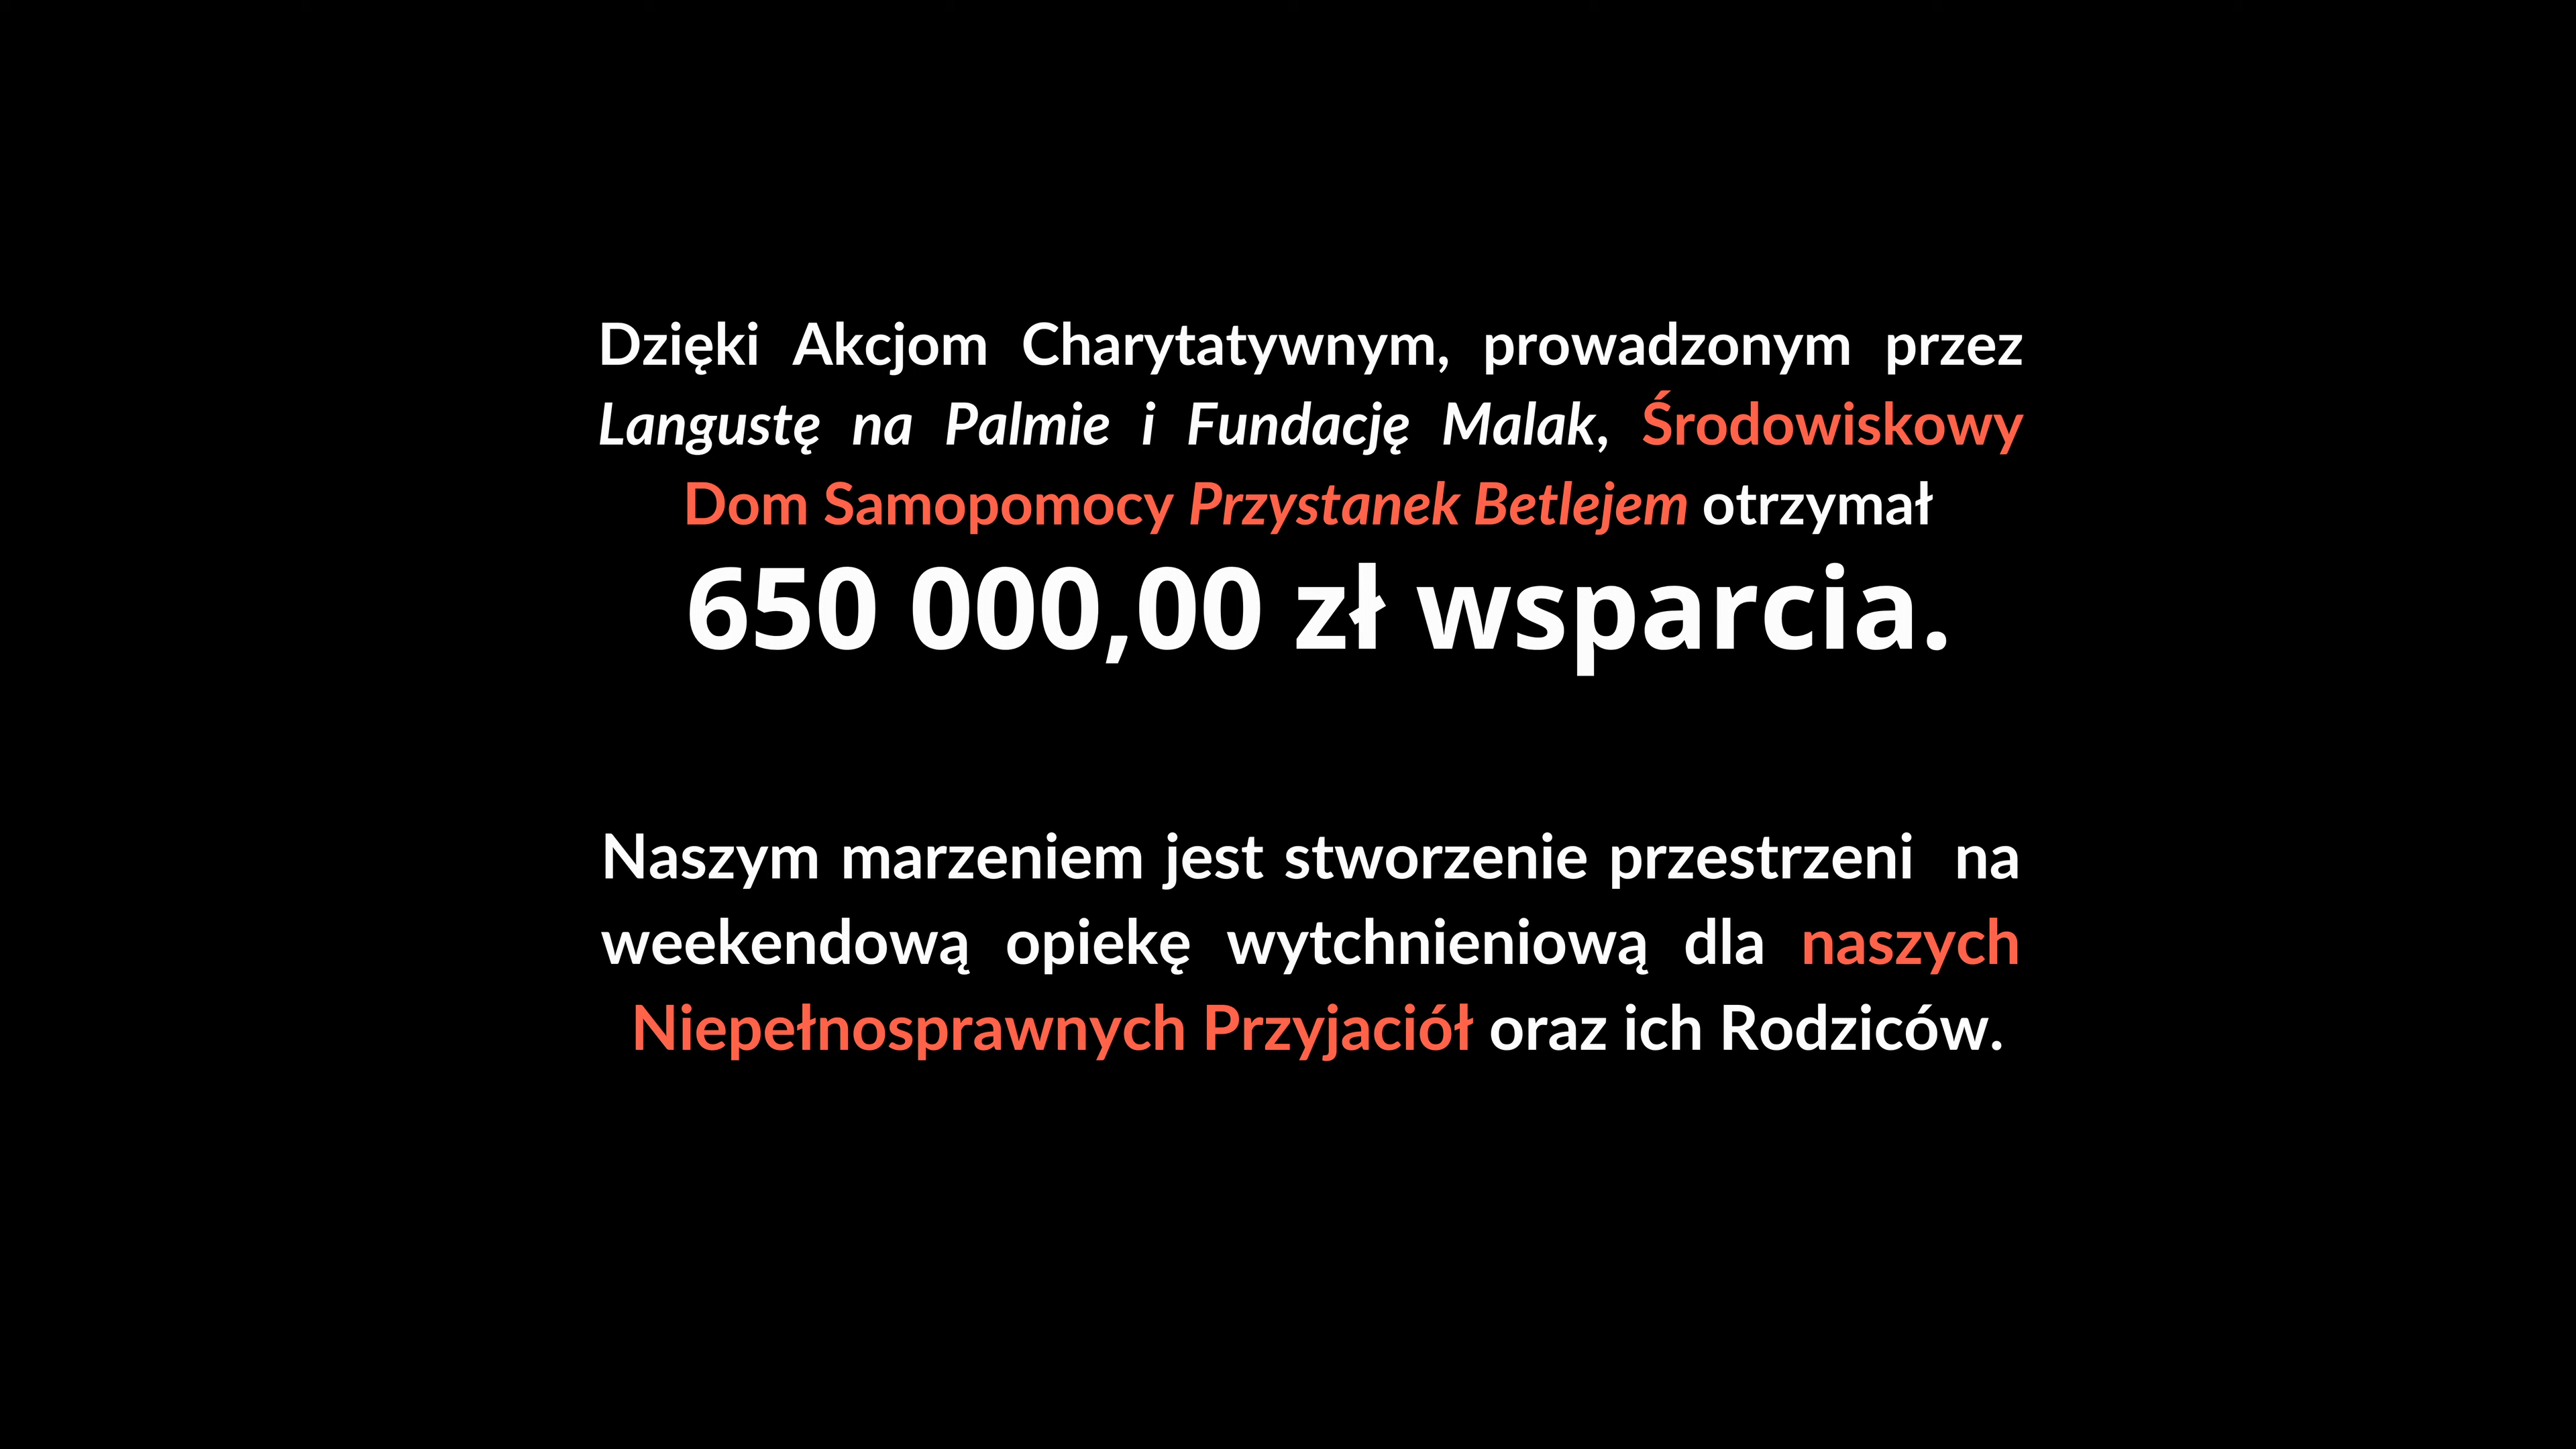 Dzięki Akcjom Charytatywnym, prowadzonym przez
Langustę na Palmie i Fundację Malak, Środowiskowy
Dom Samopomocy Przystanek Betlejem otrzymał
650 000,00 zł wsparcia.
Naszym marzeniem jest stworzenie przestrzeni na
weekendową opiekę wytchnieniową dla naszych
Niepełnosprawnych Przyjaciół oraz ich Rodziców.